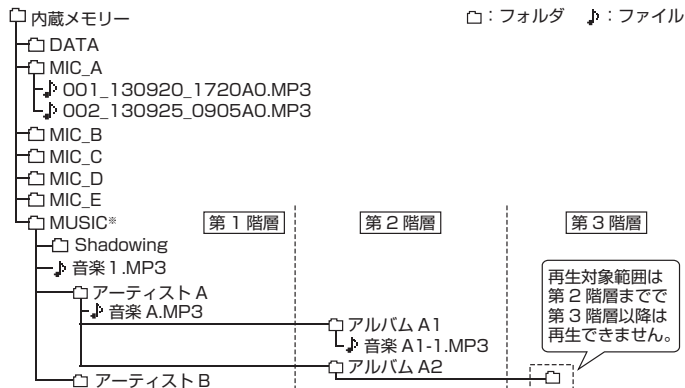 内蔵メモリー
：フォルダ ：ファイル
DATA
MIC_A
001_130920_1720A0.MP3
002_130925_0905A0.MP3
MIC_B
MIC_C
MIC_D
MIC_E
MUSIC※
第1階層
第2階層
第3階層
Shadowing
音楽1.MP3
再生対象範囲は
第2階層までで
第3階層以降は
再生できません。
アーティストA
音楽A.MP3
アルバムA1
音楽A1-1.MP3
アルバムA2
アーティストB